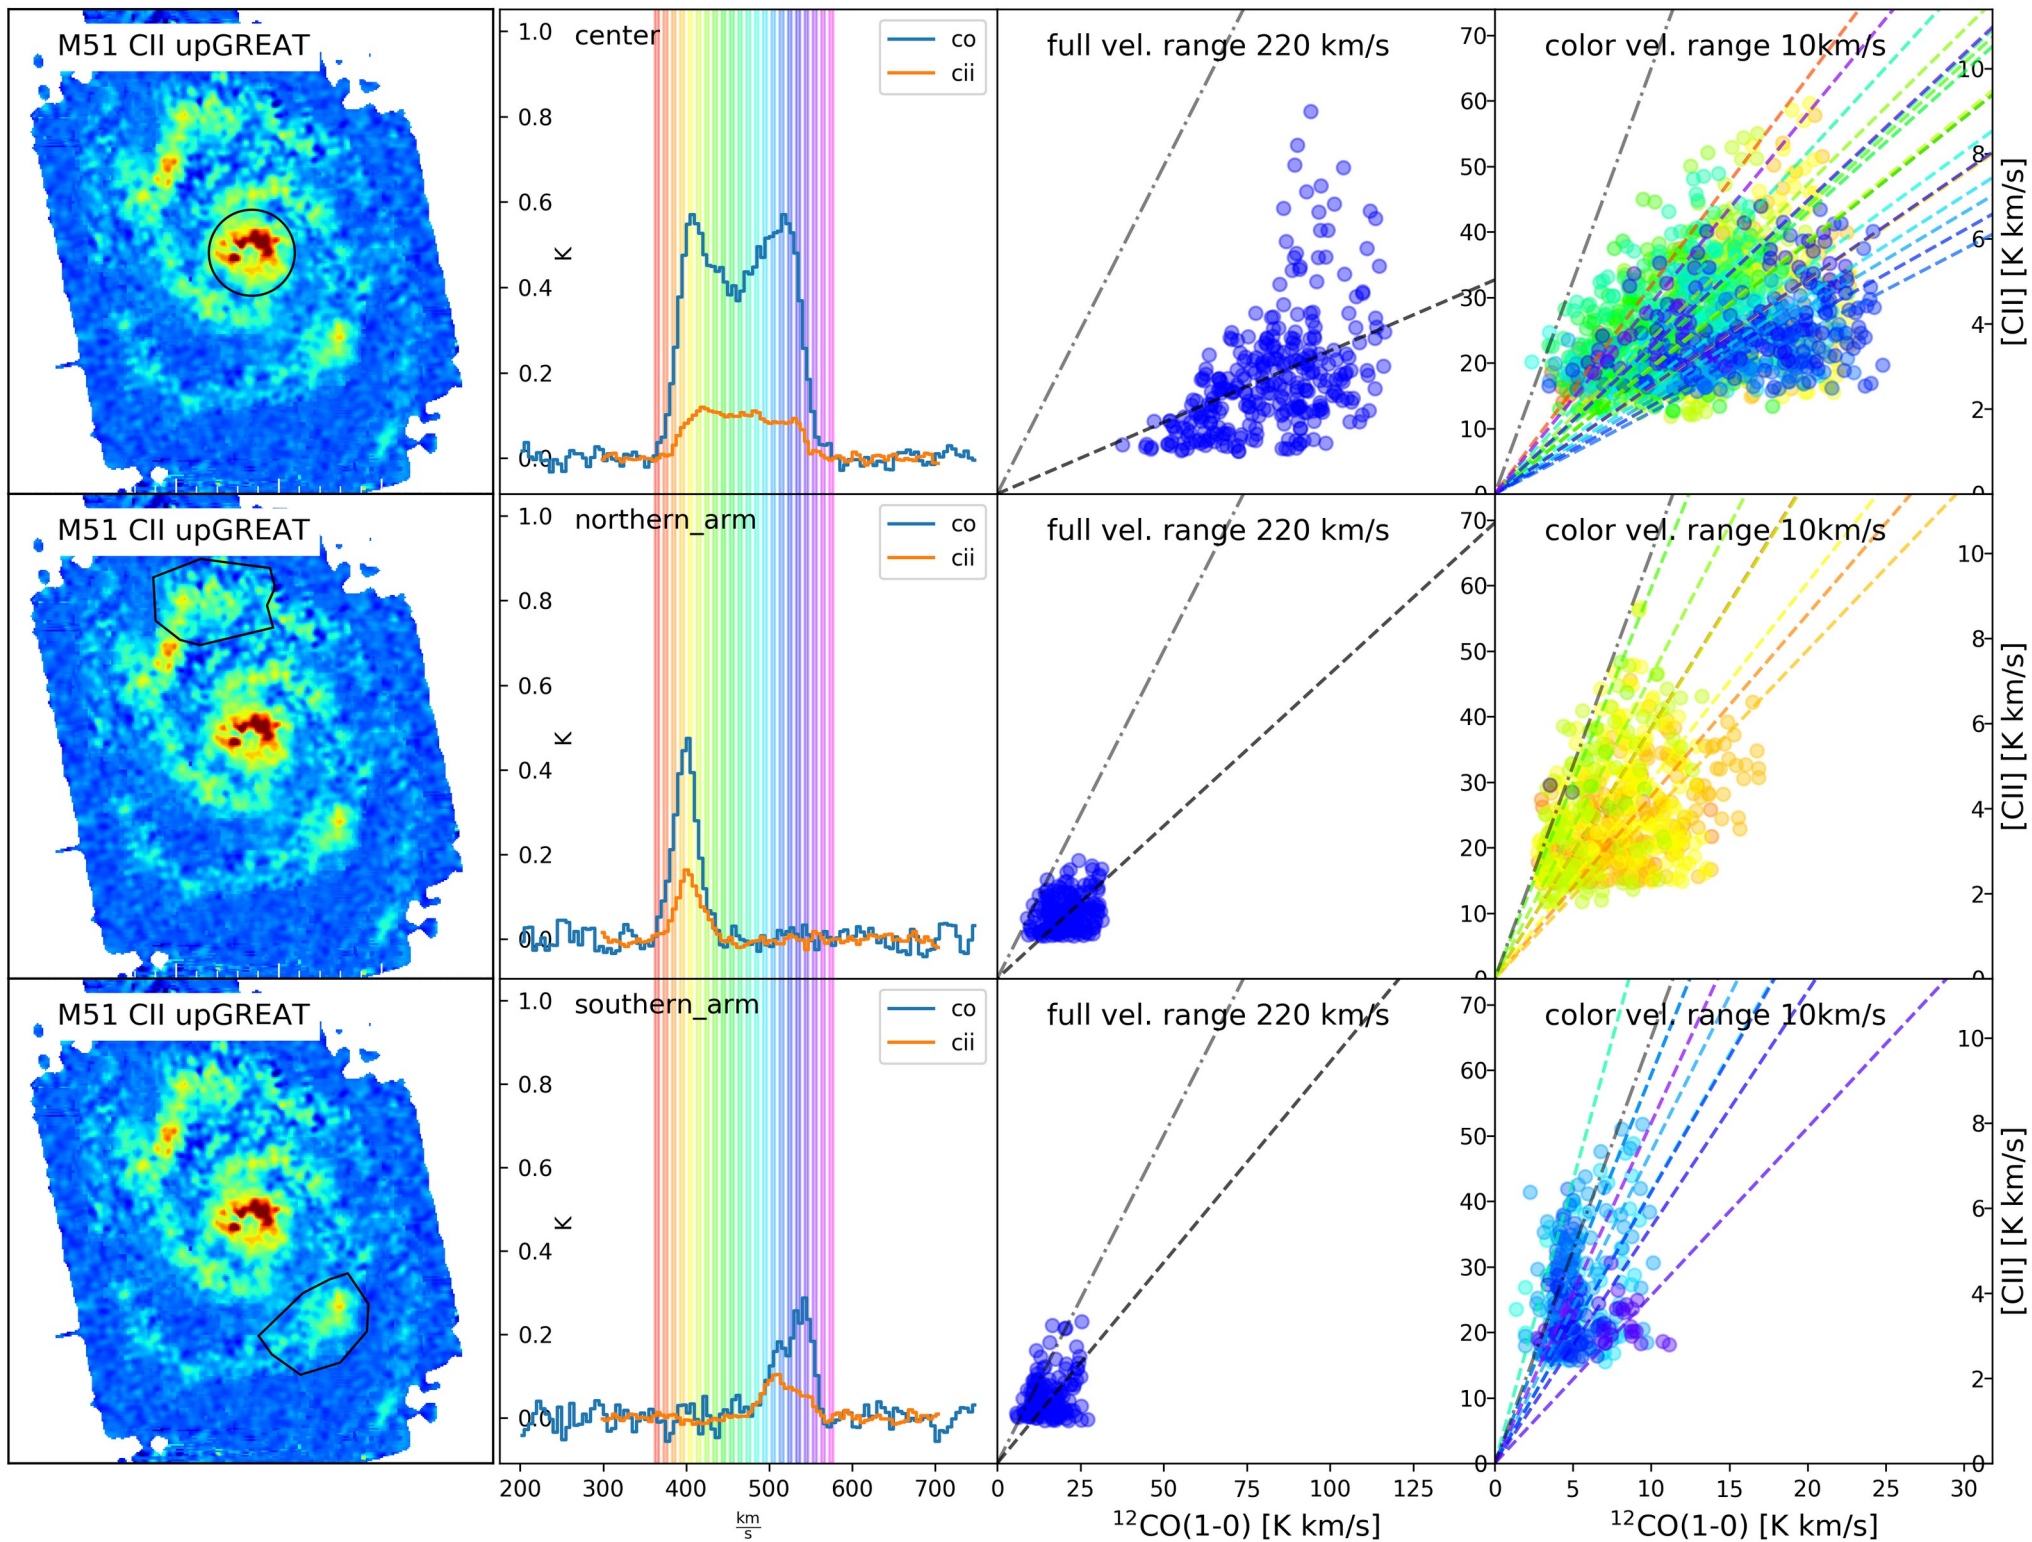 M51 CII upGREAT
center
co
cii
full vel. range 220 km/s
color vel. range 10km/s
1.0
0.8
0.6
0.4
0.2
0.0
K
70
60
50
40
30
20
10
0
10
8
6
4
2
0
[CII] [K km/s]
M51 CII upGREAT
northern_arm
co
cii
full vel. range 220 km/s
color vel. range 10km/s
1.0
0.8
0.6
0.4
0.2
0.0
K
70
60
50
40
30
20
10
0
10
8
6
4
2
0
[CII] [K km/s]
M51 CII upGREAT
southern_arm
co
cii
full vel. range 220 km/s
color vel. range 10km/s
1.0
0.8
0.6
0.4
0.2
0.0
K
70
60
50
40
30
20
10
0
10
8
6
4
2
0
[CII] [K km/s]
200 300 400 500 600 700
0 25 50 75 100 125
0 5 10 15 20 25 30
km
s
¹²CO(1-0) [K km/s]
¹²CO(1-0) [K km/s]